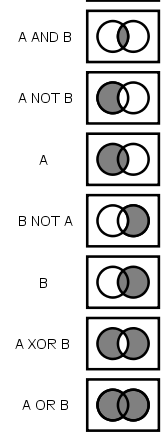 A AND B
A NOT B
A
B NOT A
B
A XOR B
A OR B